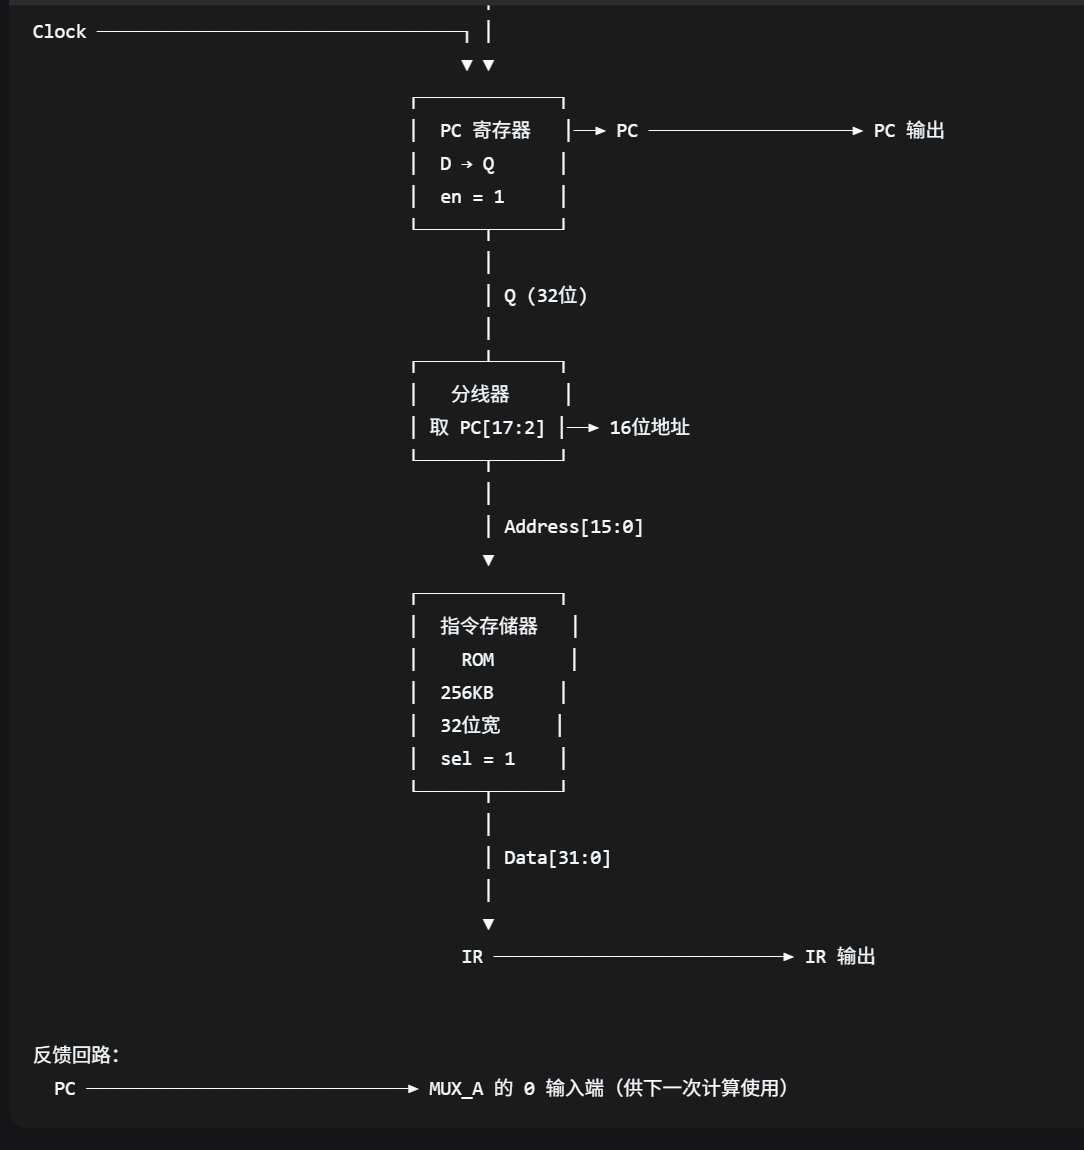 Clock
PC 寄存器 PC PC 输出
D → Q
en = 1
Q (32位)
分线器
取 PC[17:2] 16位地址
Address[15:0]
指令存储器
ROM
256KB
32位宽
sel = 1
Data[31:0]
IR IR 输出
反馈回路：
PC MUX_A 的 0 输入端（供下一次计算使用）